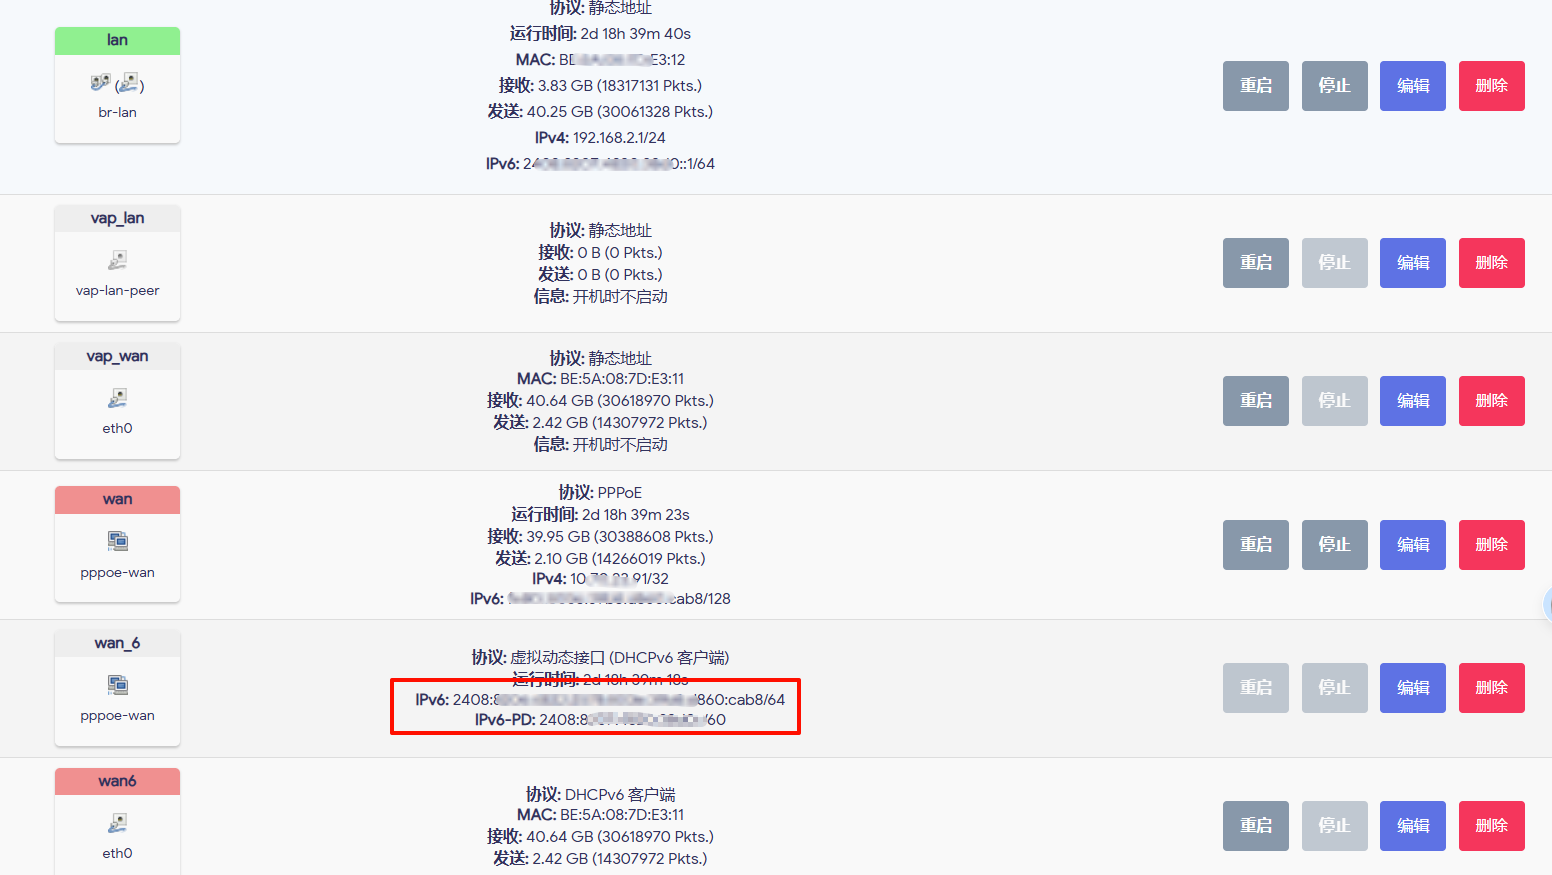 协议: 静态地址
lan
运行时间: 2d 18h 39m 40s
MAC: BE:3:12
接收: 3.83 GB (18317131 Pkts.)
重启 停止 编辑 删除
br-lan
发送: 40.25 GB (30061328 Pkts.)
IPv4: 192.168.2.1/24
IPv6: 2 0::1/64
vap_lan
协议: 静态地址
接收: 0 B (0 Pkts.)
重启 停止 编辑 删除
发送: 0 B (0 Pkts.)
vap-lan-peer
信息: 开机时不启动
vap_wan
协议: 静态地址
MAC: BE:5A:08:7D:E3:11
接收: 40.64 GB (30618970 Pkts.)
重启 停止 编辑 删除
发送: 2.42 GB (14307972 Pkts.)
eth0
信息: 开机时不启动
wan
协议: PPPoE
运行时间: 2d 18h 39m 23s
接收: 39.95 GB (30388608 Pkts.)
重启 停止 编辑 删除
发送: 2.10 GB (14266019 Pkts.)
pppoe-wan
IPv4: 10 91/32
IPv6: cab8/128
wan_6
协议: 虚拟动态接口 (DHCPv6 客户端)
运行时间: 2d 18h 39m 18s
重启 停止 编辑 删除
IPv6: 2408:8 860:cab8/64
pppoe-wan
IPv6-PD: 2408:8 /60
wan6
协议: DHCPv6 客户端
MAC: BE:5A:08:7D:E3:11
重启 停止 编辑 删除
接收: 40.64 GB (30618970 Pkts.)
eth0
发送: 2.42 GB (14307972 Pkts.)